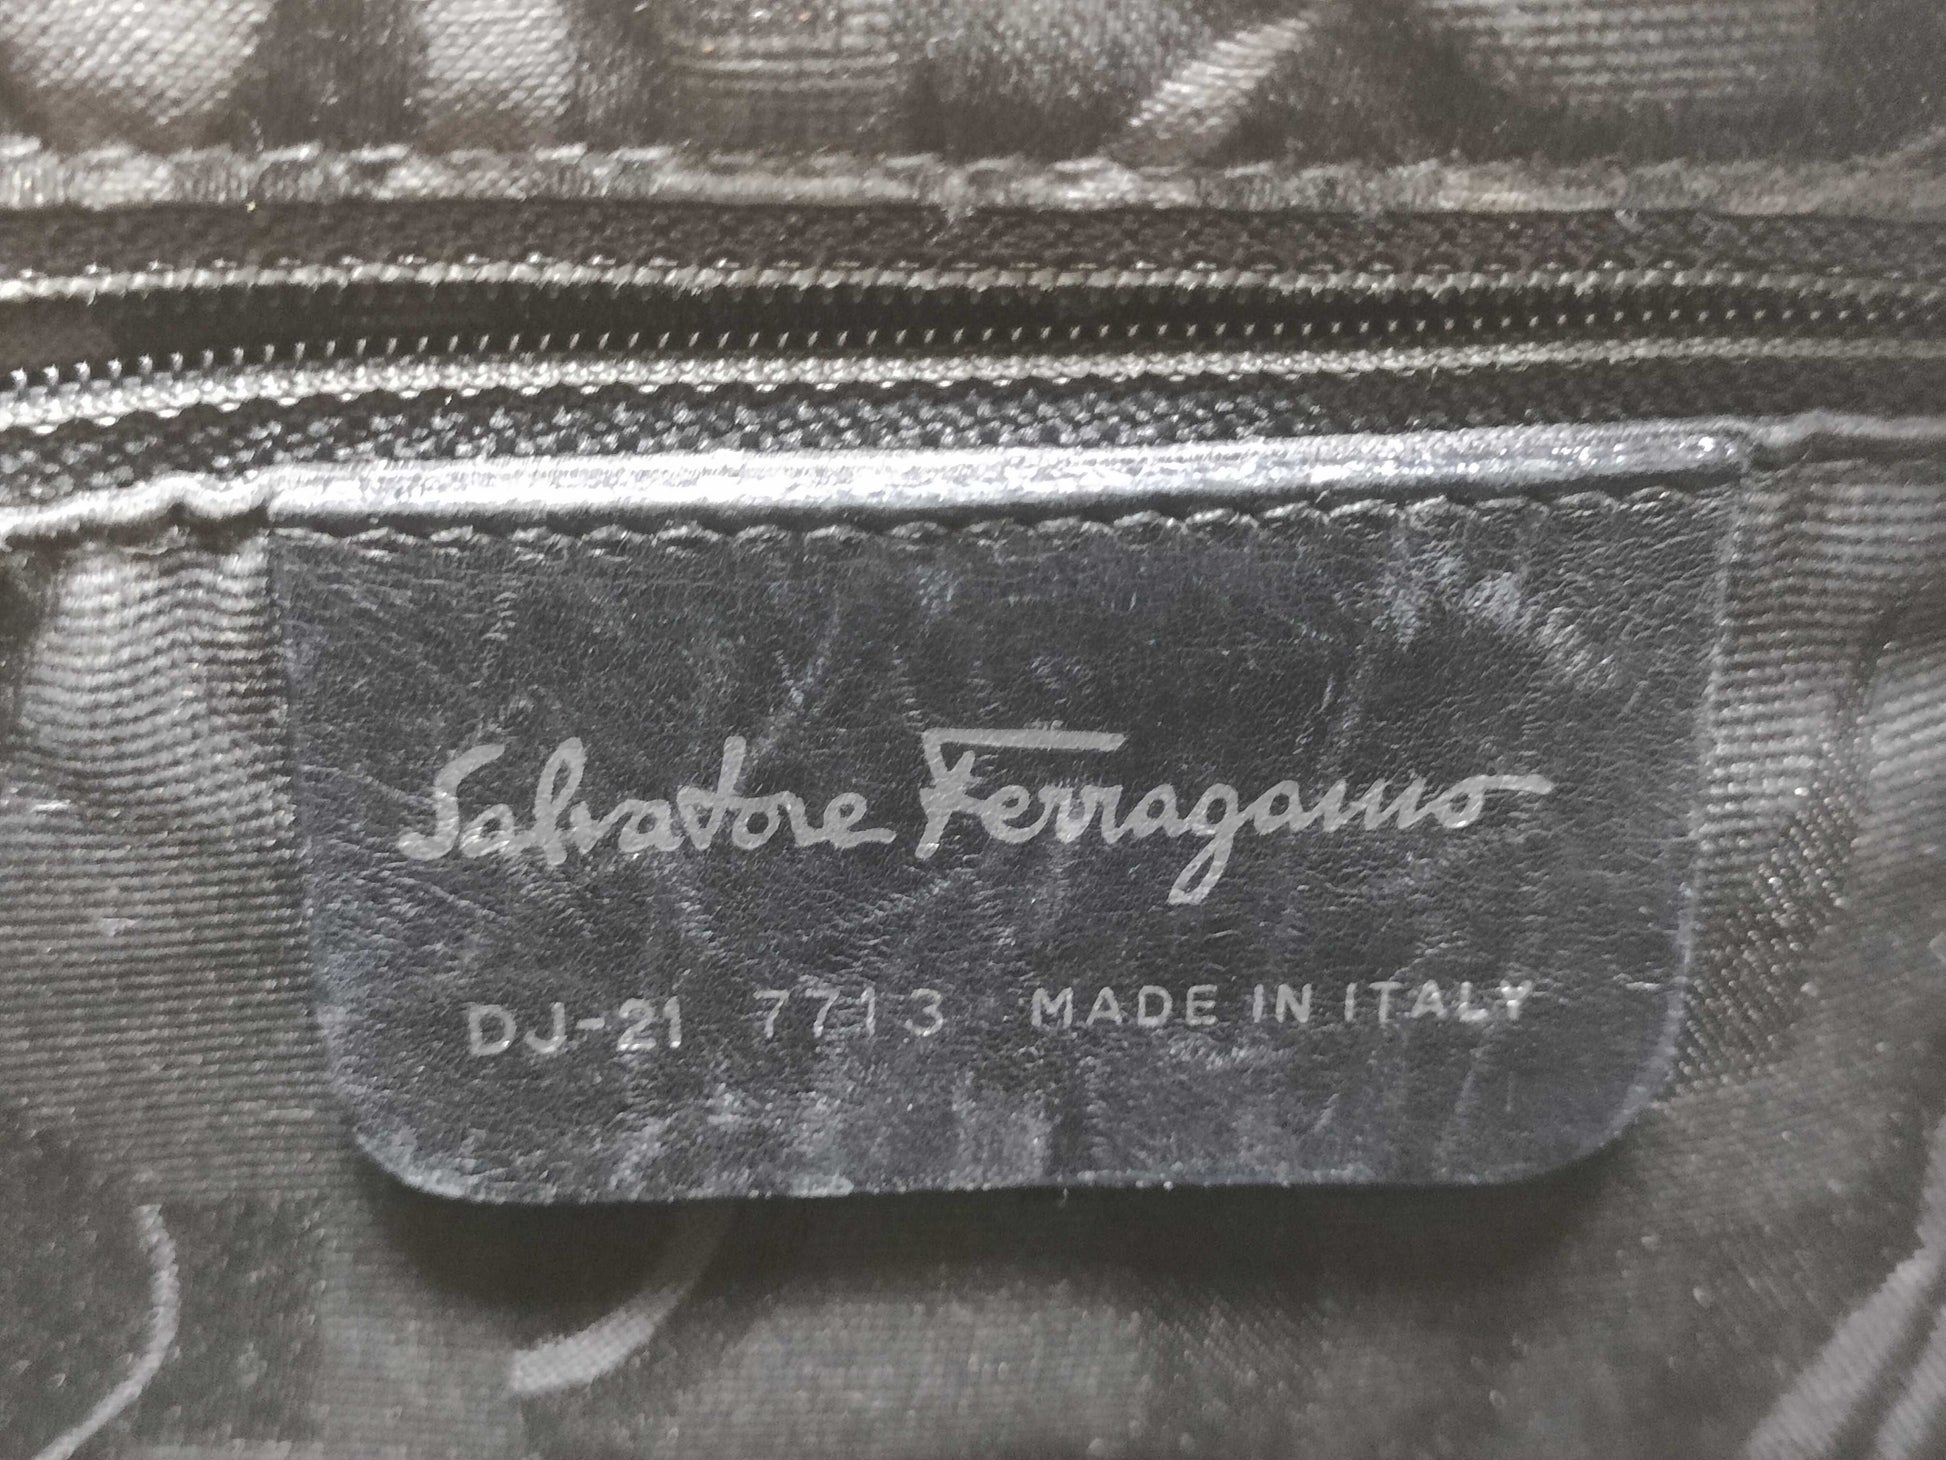 Salvatore Ferragamo
DJ-21 7713 MADE IN ITALY